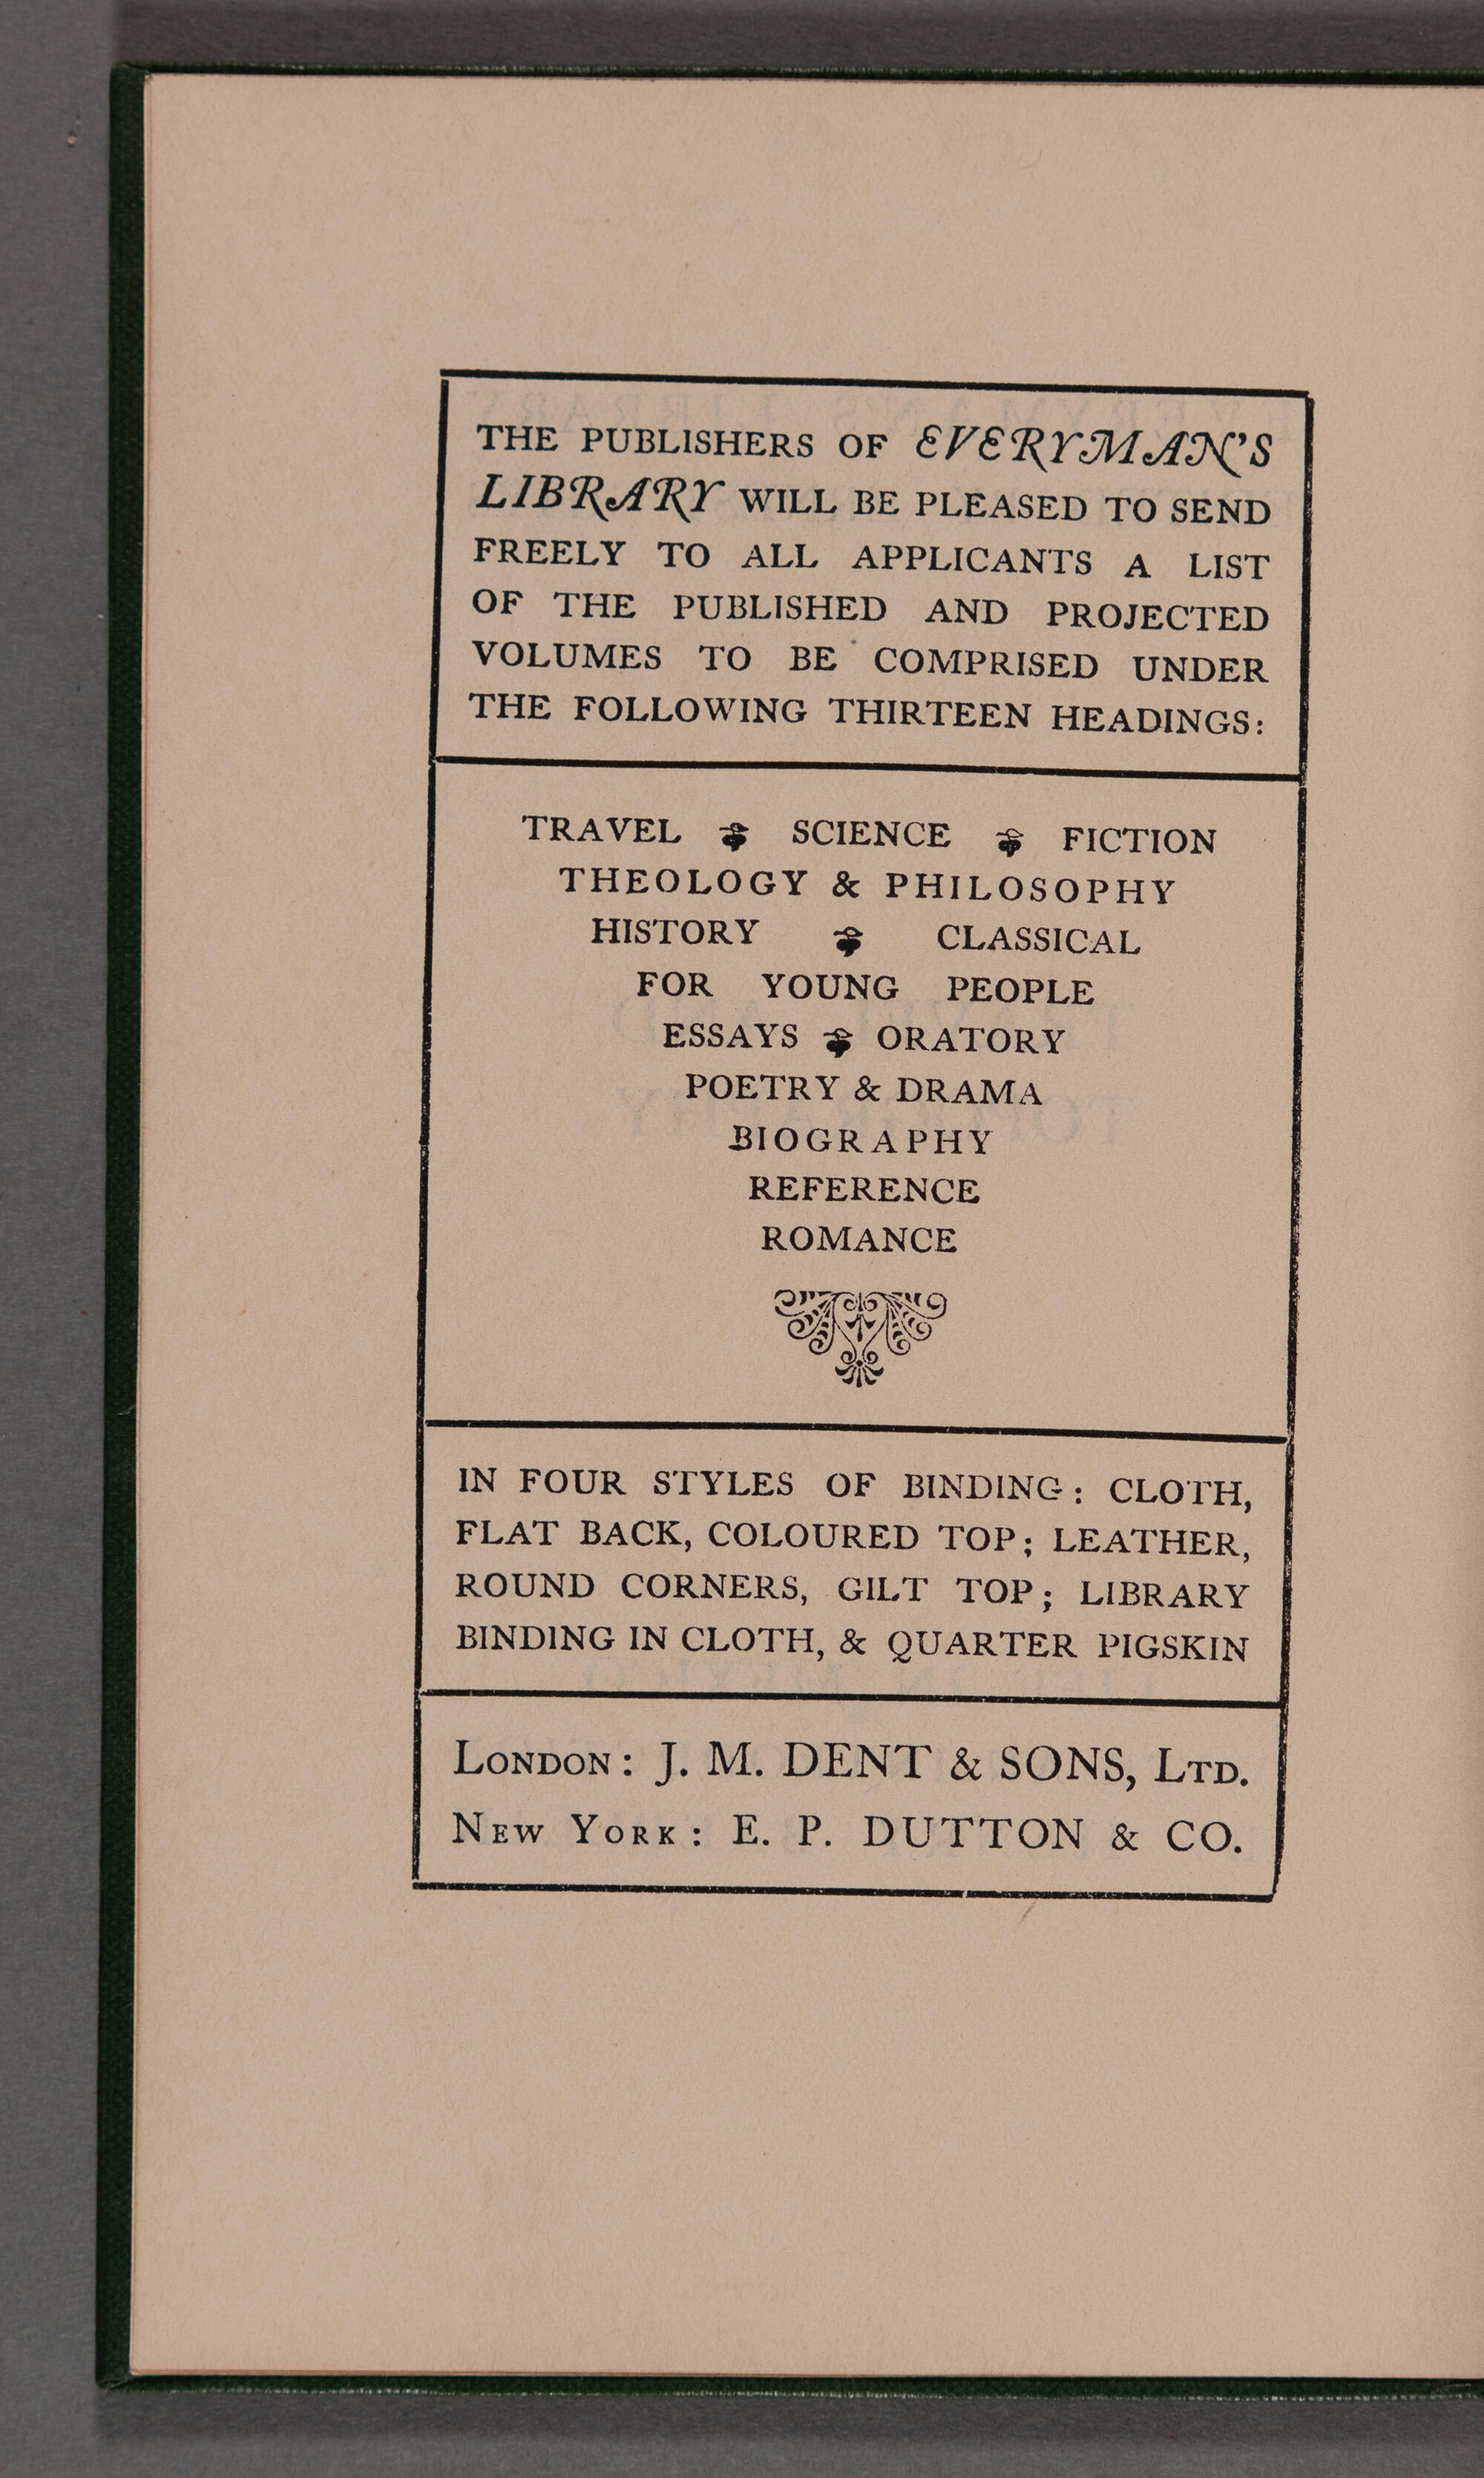 THE PUBLISHERS OF EVERYMAN'S
LIBRARY WILL BE PLEASED TO SEND
FREELY TO ALL APPLICANTS A LIST
OF THE PUBLISHED AND PROJECTED
VOLUMES TO BE COMPRISED UNDER
THE FOLLOWING THIRTEEN HEADINGS:
TRAVEL SCIENCE FICTION
THEOLOGY & PHILOSOPHY
HISTORY CLASSICAL
FOR YOUNG PEOPLE
ESSAYS ORATORY
POETRY & DRAMA
BIOGRAPHY
REFERENCE
ROMANCE
IN FOUR STYLES OF BINDING: CLOTH,
FLAT BACK, COLOURED TOP; LEATHER,
ROUND CORNERS, GILT TOP; LIBRARY
BINDING IN CLOTH, & QUARTER PIGSKIN
LONDON: J. M. DENT & SONS, LTD.
NEW YORK: E. P. DUTTON & CO.